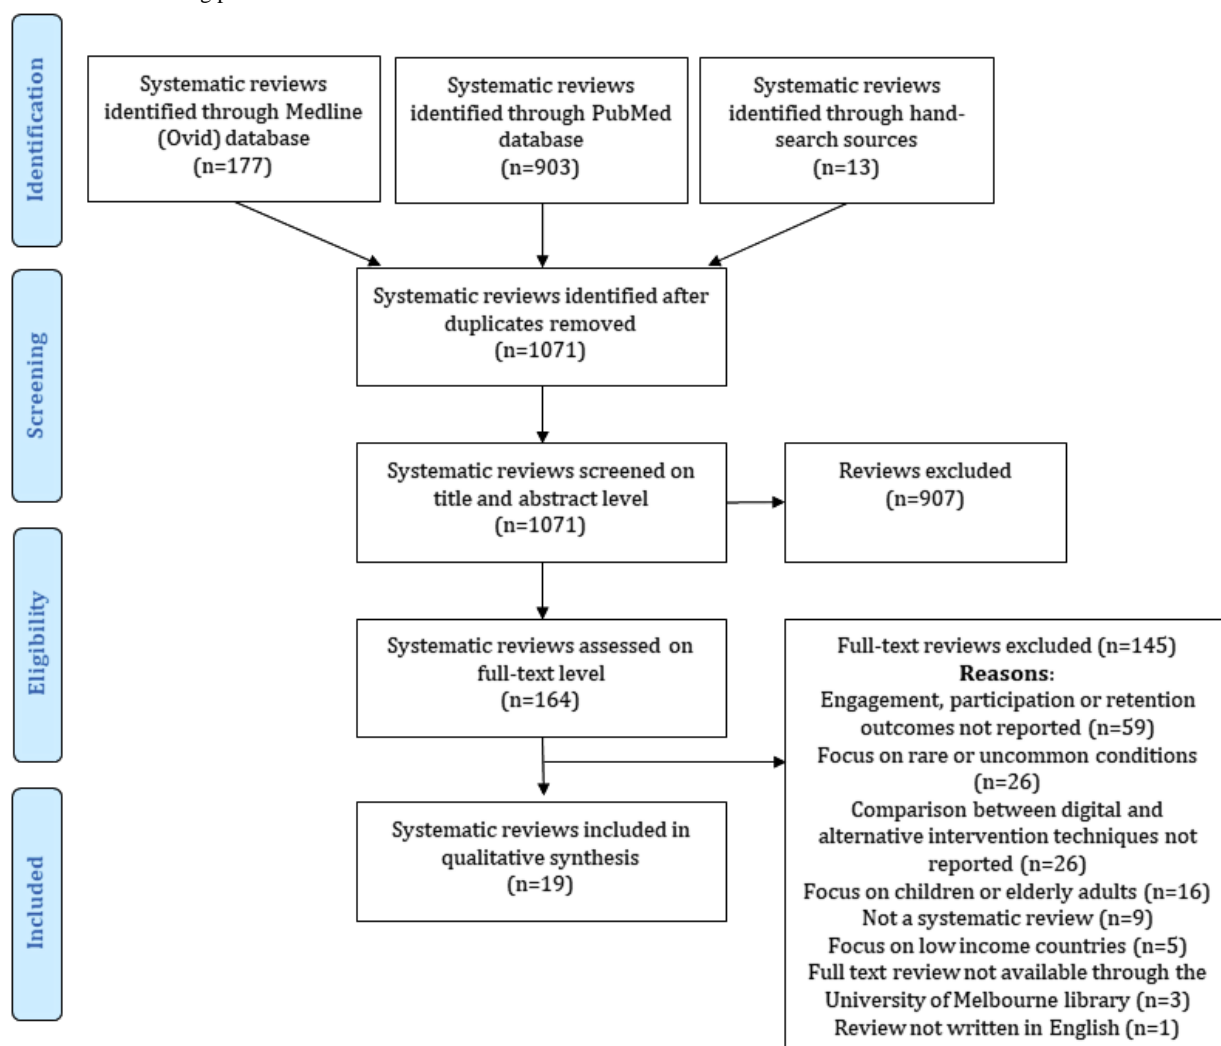 Identification
Systematic reviews
identified through Medline
(Ovid) database
(n=177)
Systematic reviews
identified through PubMed
database
(n=903)
Systematic reviews
identified through hand-
search sources
(n=13)
Screening
Systematic reviews identified after
duplicates removed
(n=1071)
Systematic reviews screened on
title and abstract level
(n=1071)
Reviews excluded
(n=907)
Eligibility
Systematic reviews assessed on
full-text level
(n=164)
Full-text reviews excluded (n=145)
Reasons:
Engagement, participation or retention
outcomes not reported (n=59)
Focus on rare or uncommon conditions
(n=26)
Comparison between digital and
alternative intervention techniques not
reported (n=26)
Focus on children or elderly adults (n=16)
Not a systematic review (n=9)
Focus on low income countries (n=5)
Full text review not available through the
University of Melbourne library (n=3)
Review not written in English (n=1)
Included
Systematic reviews included in
qualitative synthesis
(n=19)